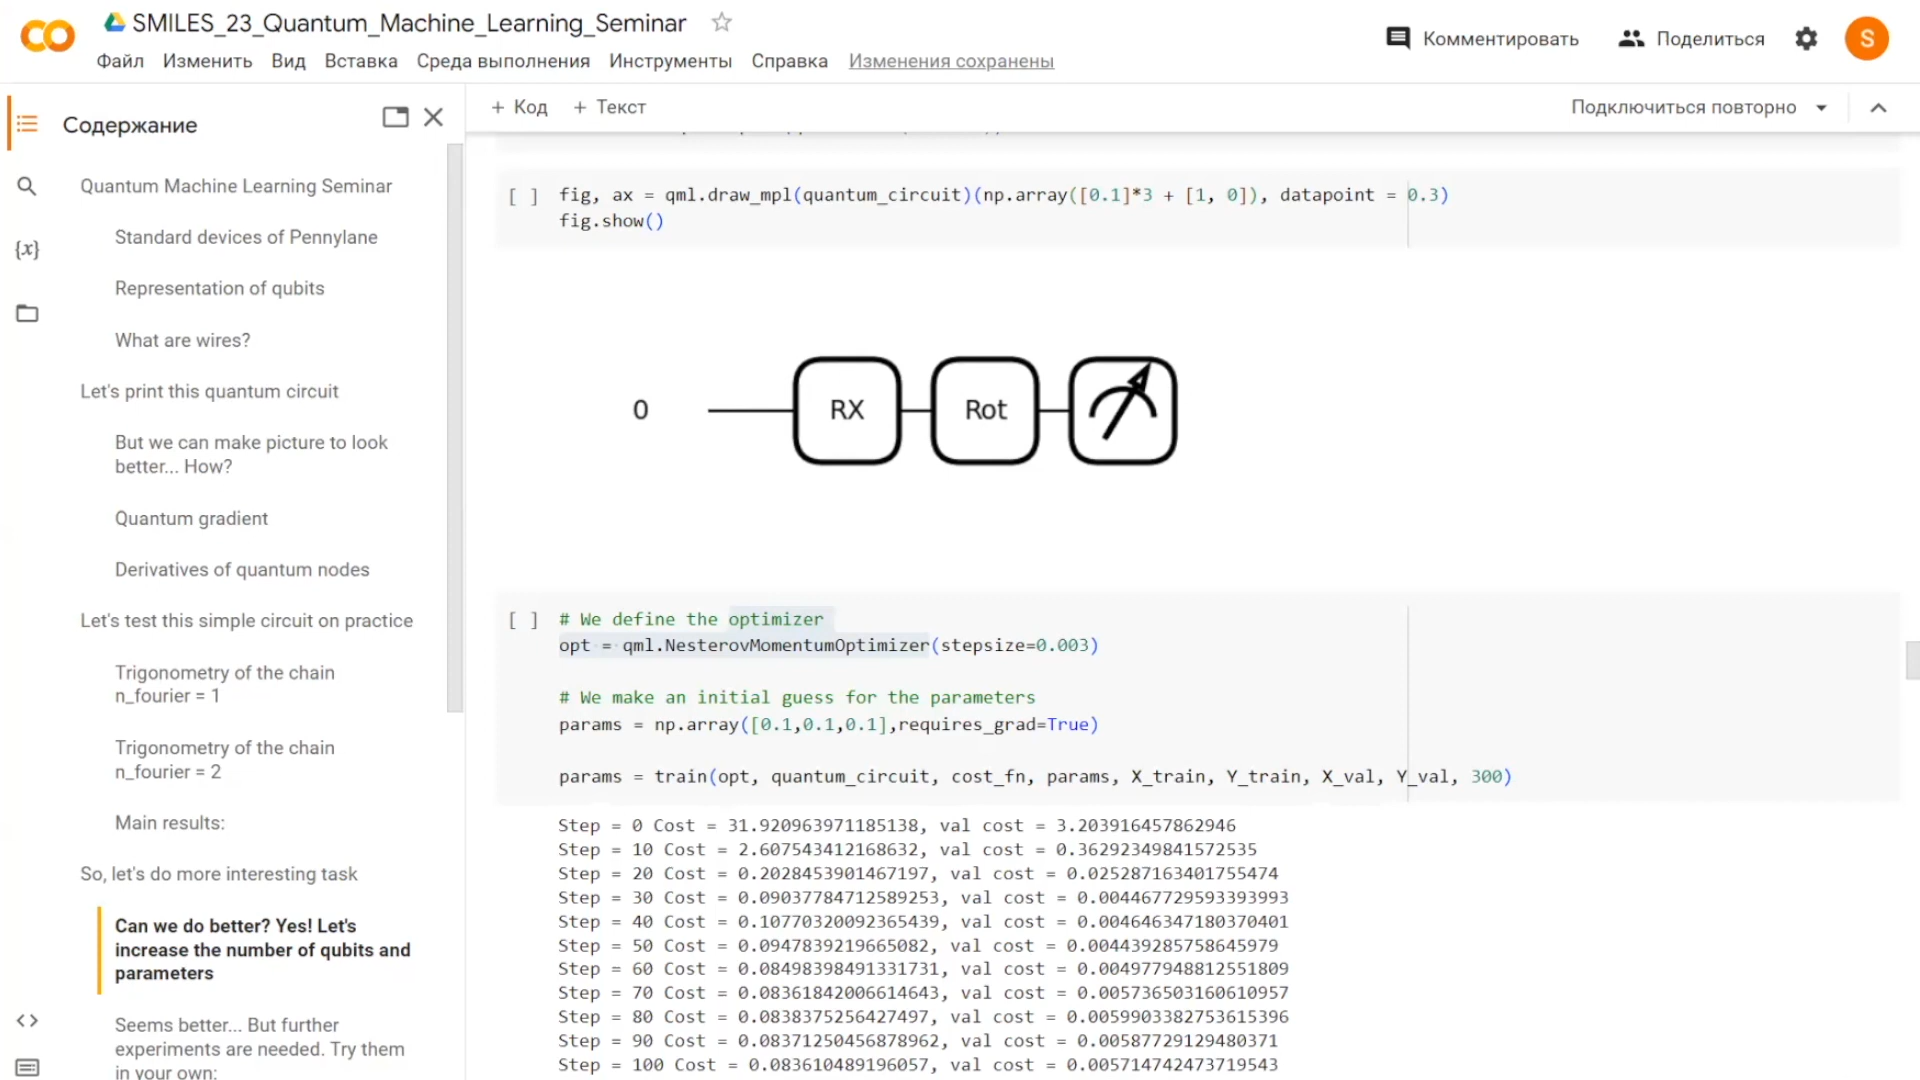 SMILES_23_Quantum_Machine_Learning_Seminar
Файл Изменить Вид Вставка Среда выполнения Инструменты Справка Изменения сохранены
Комментировать Поделиться S
Содержание
+ Код + Текст
Подключиться повторно
Quantum Machine Learning Seminar
Standard devices of Pennylane
Representation of qubits
What are wires?
Let's print this quantum circuit
But we can make picture to look
better... How?
Quantum gradient
Derivatives of quantum nodes
Let's test this simple circuit on practice
Trigonometry of the chain
n_fourier = 1
Trigonometry of the chain
n_fourier = 2
Main results:
So, let's do more interesting task
Can we do better? Yes! Let's
increase the number of qubits and
parameters
Seems better... But further
experiments are needed. Try them
in your own:
{x}
<>
[ ] fig, ax = qml.draw_mpl(quantum_circuit)(np.array([0.1]*3 + [1, 0]), datapoint = 0.3)
fig.show()
0 RX Rot
[ ] # We define the optimizer
opt = qml.NesterovMomentumOptimizer(stepsize=0.003)
# We make an initial guess for the parameters
params = np.array([0.1,0.1,0.1],requires_grad=True)
params = train(opt, quantum_circuit, cost_fn, params, X_train, Y_train, X_val, Y_val, 300)
Step = 0 Cost = 31.920963971185138, val cost = 3.203916457862946
Step = 10 Cost = 2.607543412168632, val cost = 0.36292349841572535
Step = 20 Cost = 0.2028453901467197, val cost = 0.025287163401755474
Step = 30 Cost = 0.09037784712589253, val cost = 0.004467729593393993
Step = 40 Cost = 0.10770320092365439, val cost = 0.004646347180370401
Step = 50 Cost = 0.0947839219665082, val cost = 0.004439285758645979
Step = 60 Cost = 0.08498398491331731, val cost = 0.004977948812551809
Step = 70 Cost = 0.08361842006614643, val cost = 0.005736503160610957
Step = 80 Cost = 0.0838375256427497, val cost = 0.0059903382753615396
Step = 90 Cost = 0.08371250456878962, val cost = 0.00587729129480371
Step = 100 Cost = 0.083610489196057, val cost = 0.005714742473719543